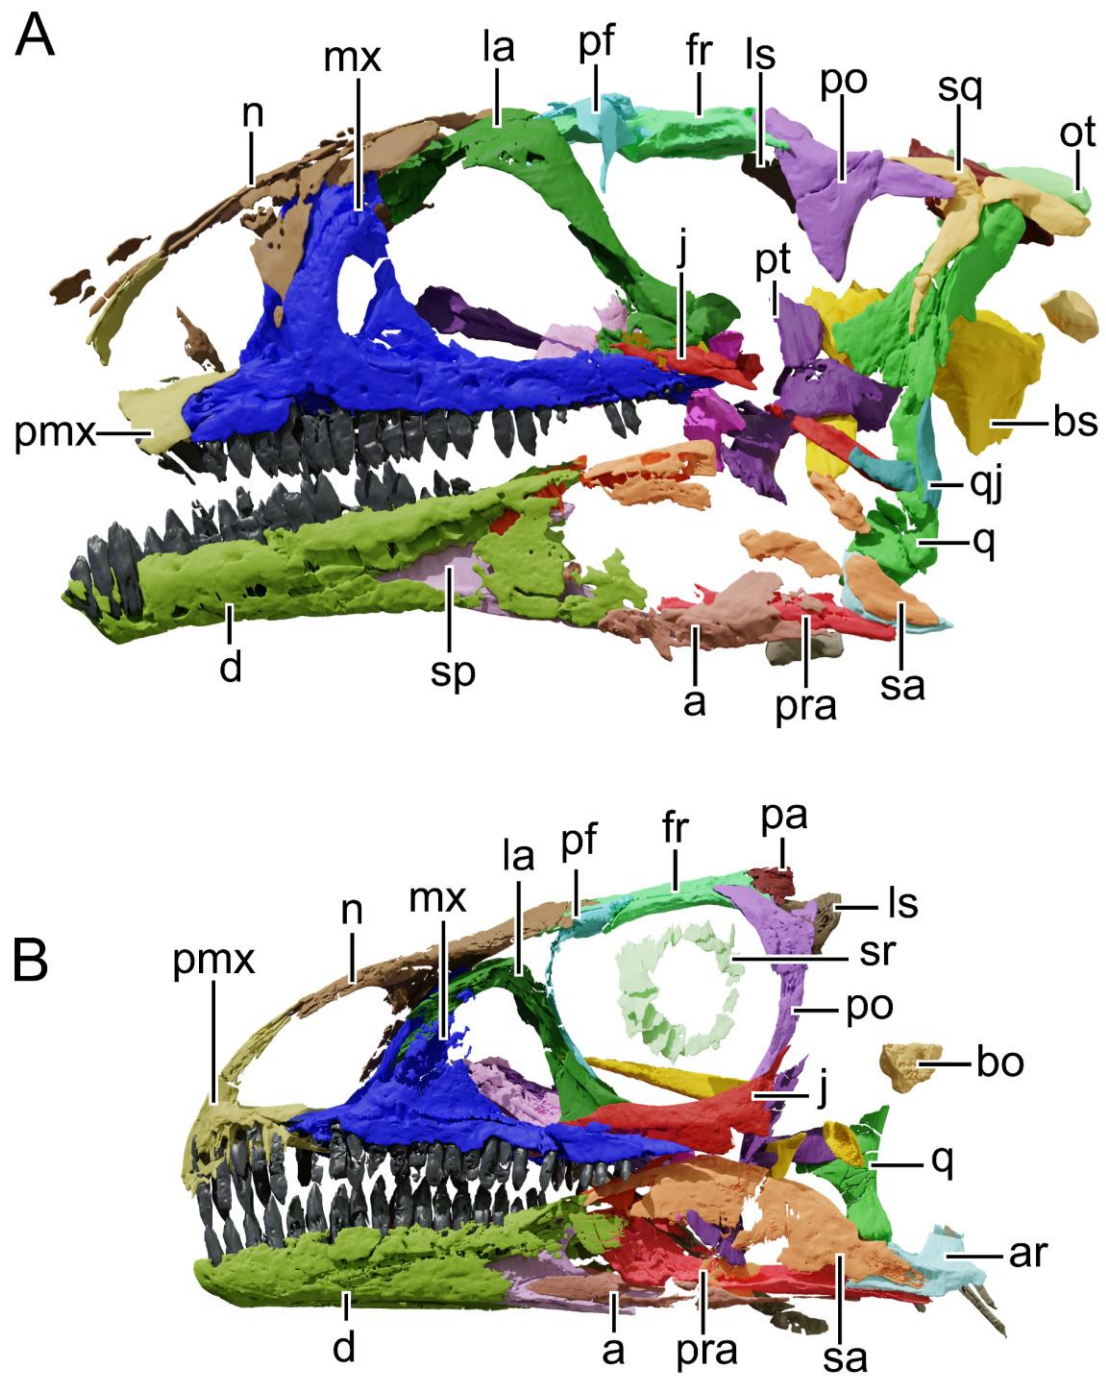 A
n
mx
la
pf
fr
ls
po
sq
ot
j
pt
pmx
bs
qj
q
d
sp
a
pra
sa
B
pmx
n
mx
la
pf
fr
pa
ls
sr
po
bo
j
q
ar
d
a
pra
sa